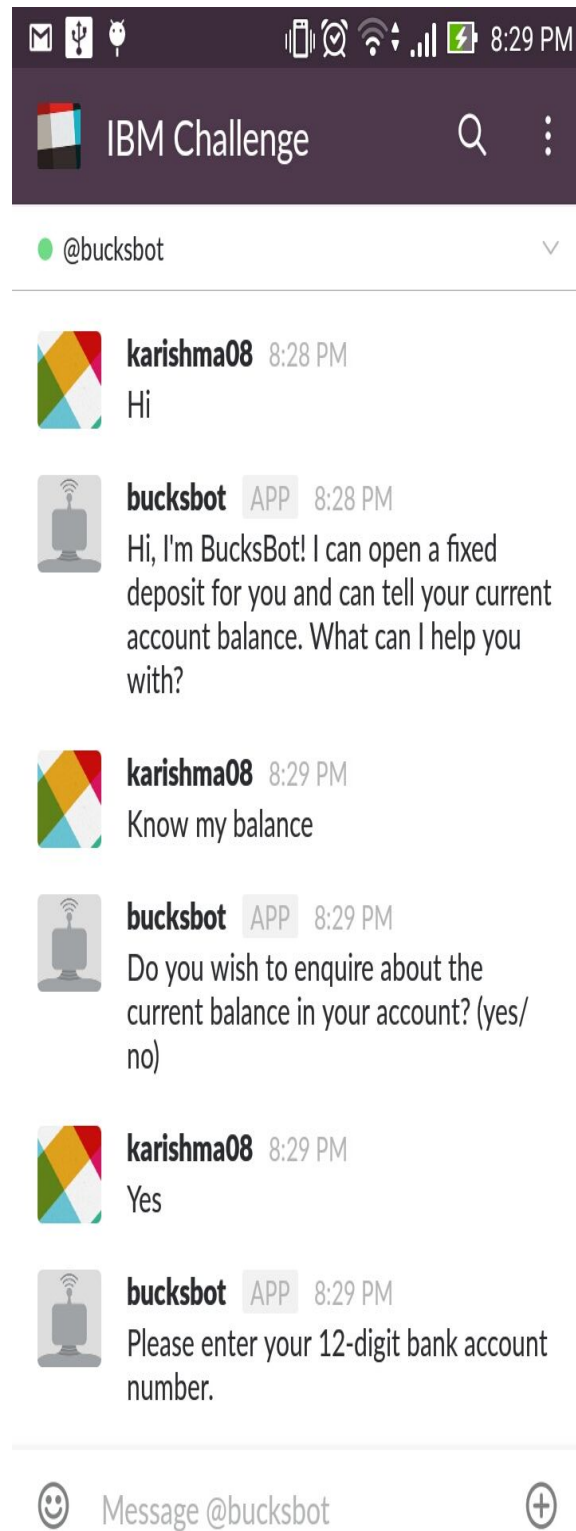 8:29 PM
IBM Challenge
@bucksbot
karishma08 8:28 PM
Hi
bucksbot APP 8:28 PM
Hi, I'm BucksBot! I can open a fixed
deposit for you and can tell your current
account balance. What can I help you
with?
karishma08 8:29 PM
Know my balance
bucksbot APP 8:29 PM
Do you wish to enquire about the
current balance in your account? (yes/
no)
karishma08 8:29 PM
Yes
bucksbot APP 8:29 PM
Please enter your 12-digit bank account
number.
Message @bucksbot